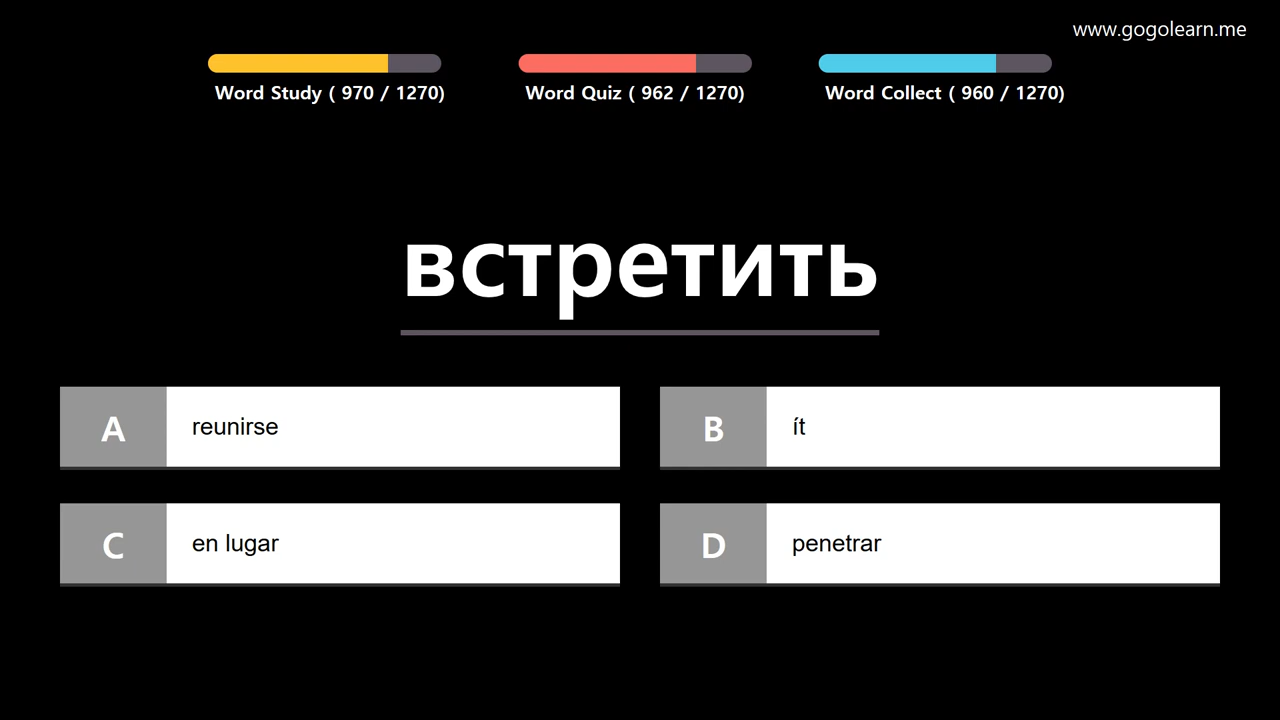 www.gogolearn.me
Word Study ( 970 / 1270)
Word Quiz ( 962 / 1270)
Word Collect ( 960 / 1270)
встретить
A reunirse
B ít
C en lugar
D penetrar